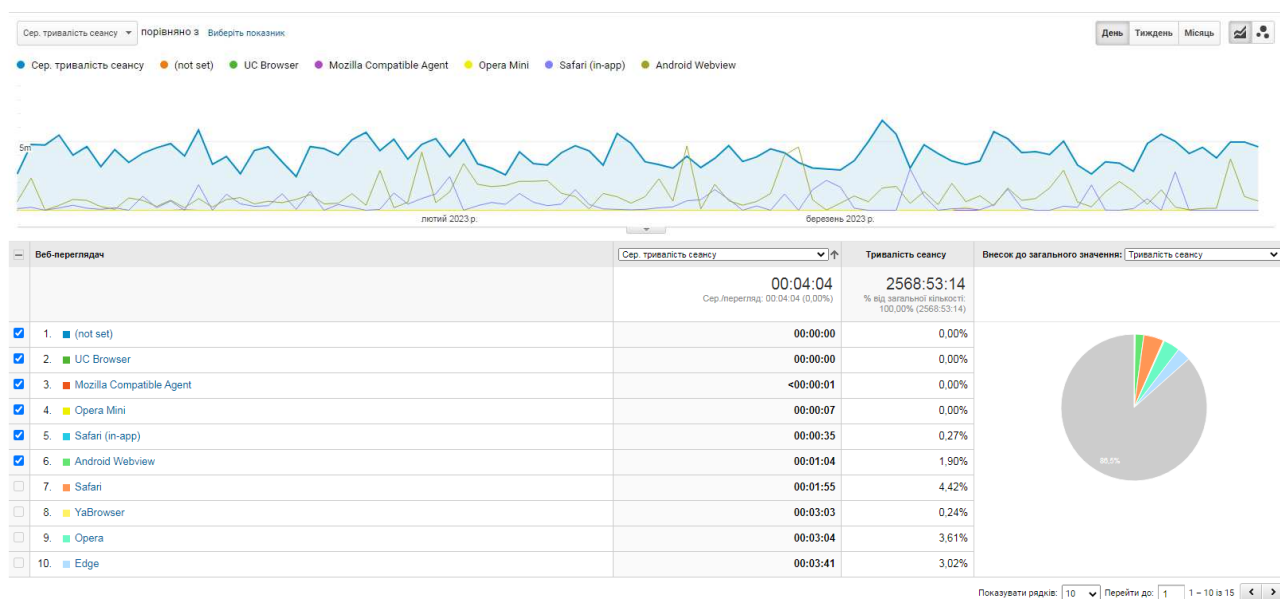 Сер. тривалість сеансу порівняно з Виберіть показник День Тиждень Місяць
Сер. тривалість сеансу (not set) UC Browser Mozilla Compatible Agent Opera Mini Safari (in-app) Android Webview
5m
лютий 2023 р. березень 2023 р.
Веб-переглядач Сер. тривалість сеансу Тривалість сеансу Внесок до загального значення: Тривалість сеансу
00:04:04 2568:53:14
Сер./перегляд: 00:04:04 (0,00%) % від загальної кількості:
100,00% (2568:53:14)
1. (not set) 00:00:00 0,00%
2. UC Browser 00:00:00 0,00%
3. Mozilla Compatible Agent <00:00:01 0,00%
4. Opera Mini 00:00:07 0,00%
5. Safari (in-app) 00:00:35 0,27%
6. Android Webview 00:01:04 1,90%
86,5%
7. Safari 00:01:55 4,42%
8. YaBrowser 00:03:03 0,24%
9. Opera 00:03:04 3,61%
10. Edge 00:03:41 3,02%
Показувати рядків: 10 Перейти до: 1 1 – 10 із 15